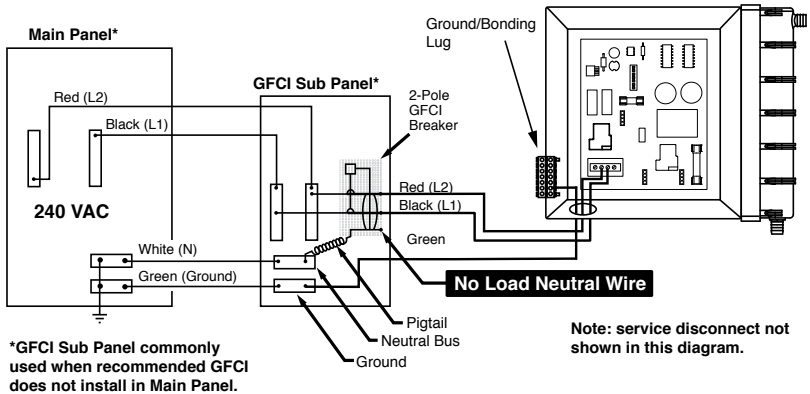 Main Panel*
Red (L2)
Black (L1)
240 VAC
White (N)
Green (Ground)
GFCI Sub Panel*
2-Pole
GFCI
Breaker
Ground/Bonding
Lug
Red (L2)
Black (L1)
Green
No Load Neutral Wire
Pigtail
Neutral Bus
Ground
*GFCI Sub Panel commonly
used when recommended GFCI
does not install in Main Panel.
Note: service disconnect not
shown in this diagram.